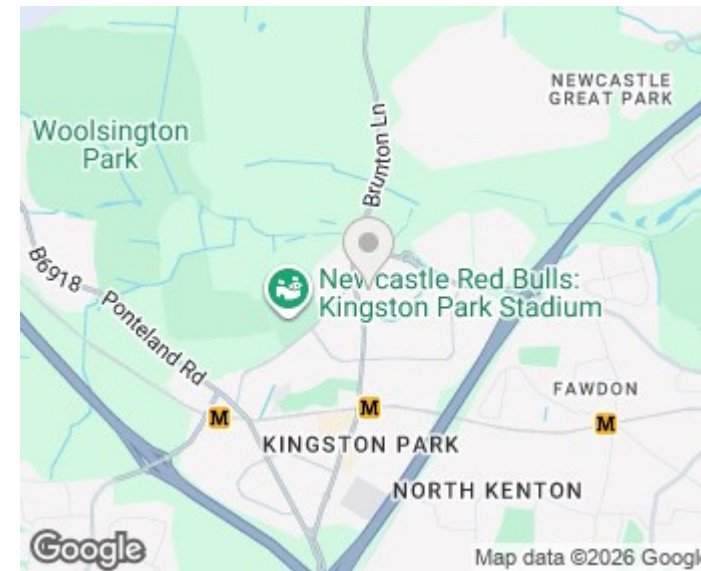 NEWCASTLE
GREAT PARK
Woolsington
Park
Brunton Ln
B6918
Ponteland Rd
Newcastle Red Bulls:
Kingston Park Stadium
FAWDON
M
M
M
KINGSTON PARK
NORTH KENTON
Google
Map data ©2026 Google